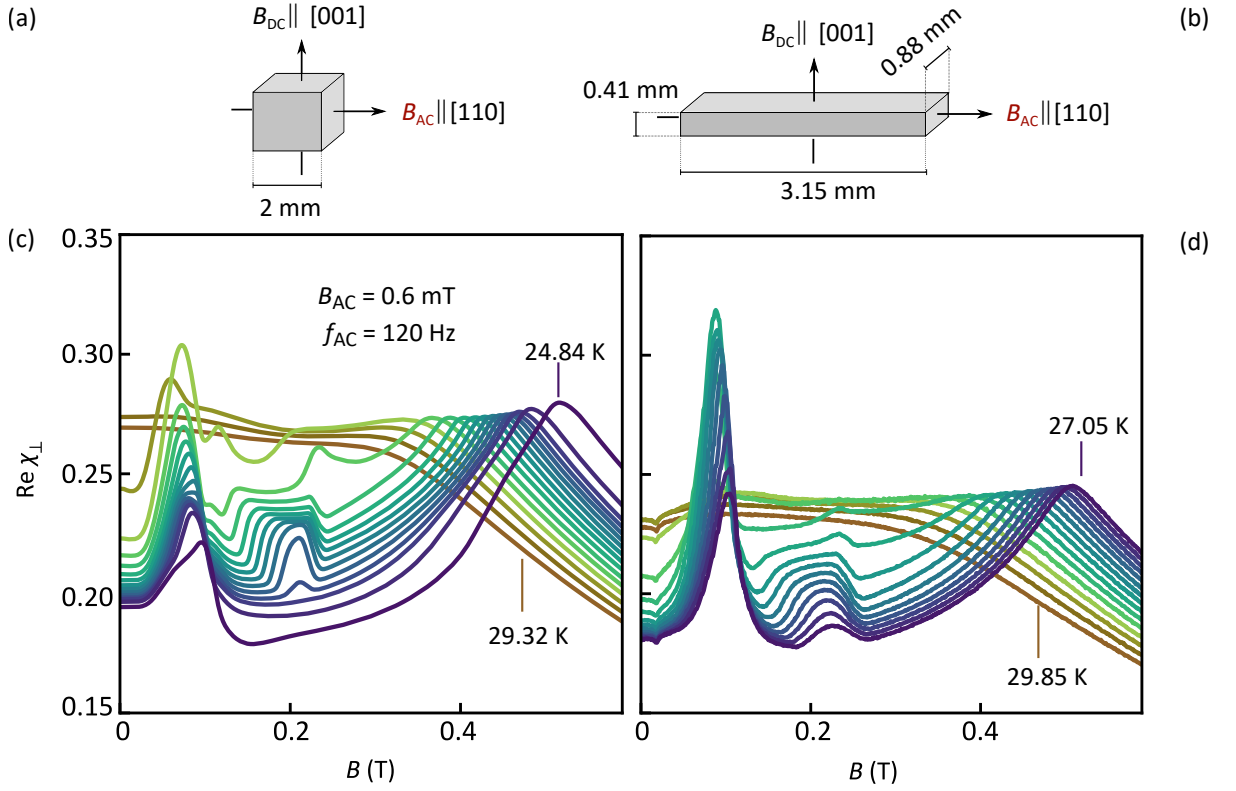 (a)
B_DC || [001]
B_AC || [110]
2 mm
(b)
B_DC || [001]
0.88 mm
0.41 mm
B_AC || [110]
3.15 mm
(c)
0.35
0.30
0.25
0.20
0.15
Re χ⊥
B_AC = 0.6 mT
f_AC = 120 Hz
24.84 K
29.32 K
0
0.2
0.4
B (T)
(d)
27.05 K
29.85 K
0
0.2
0.4
B (T)